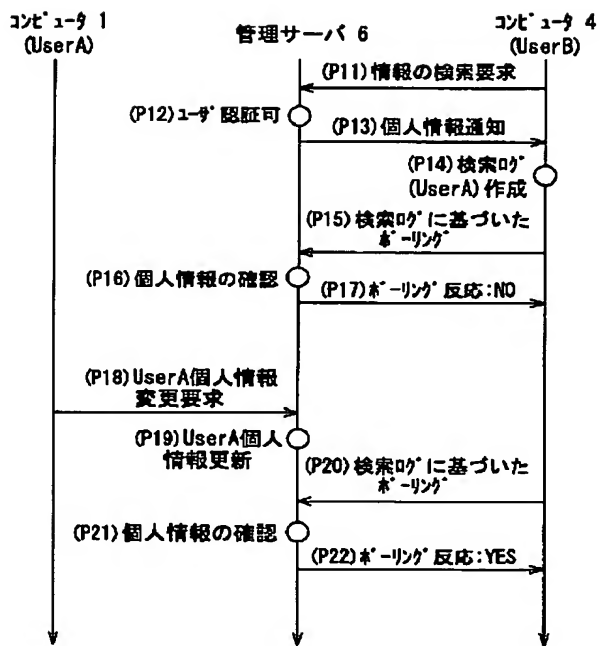 コンピュータ 1
(UserA)
管理サーバ 6
コンピュータ 4
(UserB)
(P11)情報の検索要求
(P12)ユーザ認証可
(P13)個人情報通知
(P14)検索ログ
(UserA)作成
(P15)検索ログに基づいた
ポーリング
(P16)個人情報の確認
(P17)ポーリング反応:NO
(P18)UserA個人情報
変更要求
(P19)UserA個人
情報更新
(P20)検索ログに基づいた
ポーリング
(P21)個人情報の確認
(P22)ポーリング反応:YES